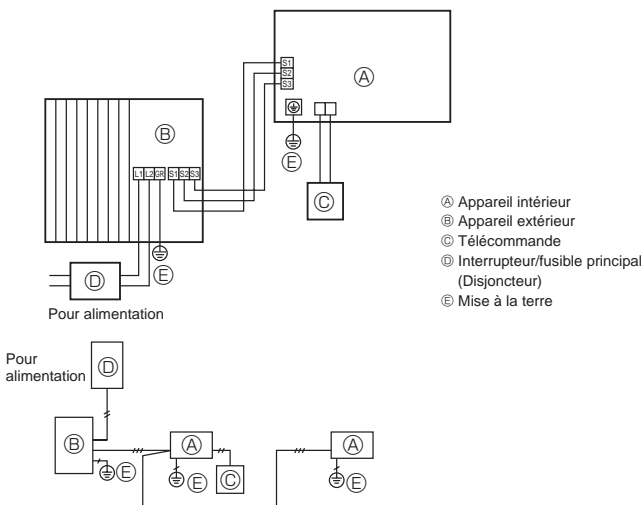 S1
S2
S3
Ⓐ
Ⓑ
L1 L2 GR S1 S2 S3
Ⓔ
Ⓒ
Ⓔ
Ⓓ
Pour alimentation
Ⓐ Appareil intérieur
Ⓑ Appareil extérieur
Ⓒ Télécommande
Ⓓ Interrupteur/fusible principal
(Disjoncteur)
Ⓔ Mise à la terre
Pour
alimentation
Ⓓ
Ⓑ
Ⓔ
Ⓐ
Ⓔ
Ⓒ
Ⓐ
Ⓔ